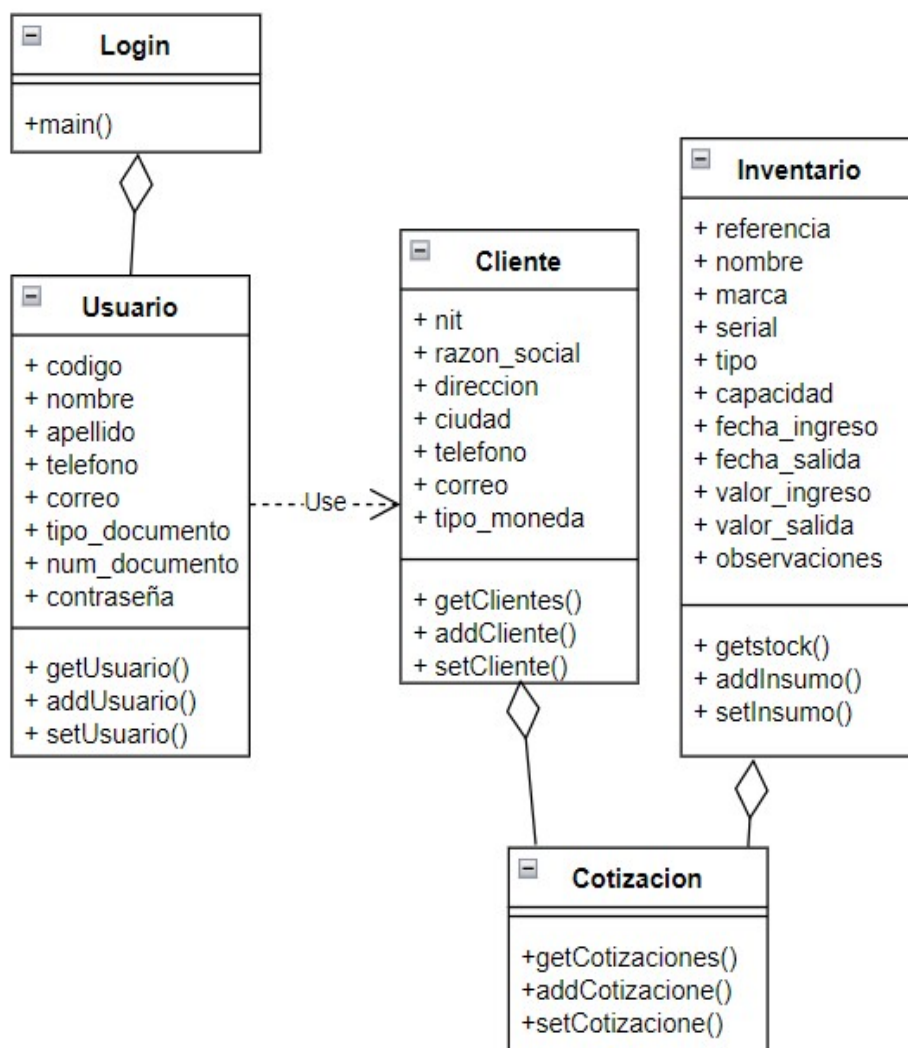 Login
+main()
Usuario
+ codigo
+ nombre
+ apellido
+ telefono
+ correo
+ tipo_documento
+ num_documento
+ contraseña
+ getUsuario()
+ addUsuario()
+ setUsuario()
Use
Cliente
+ nit
+ razon_social
+ direccion
+ ciudad
+ telefono
+ correo
+ tipo_moneda
+ getClientes()
+ addCliente()
+ setCliente()
Inventario
+ referencia
+ nombre
+ marca
+ serial
+ tipo
+ capacidad
+ fecha_ingreso
+ fecha_salida
+ valor_ingreso
+ valor_salida
+ observaciones
+ getstock()
+ addInsumo()
+ setInsumo()
Cotizacion
+getCotizaciones()
+addCotizacione()
+setCotizacione()